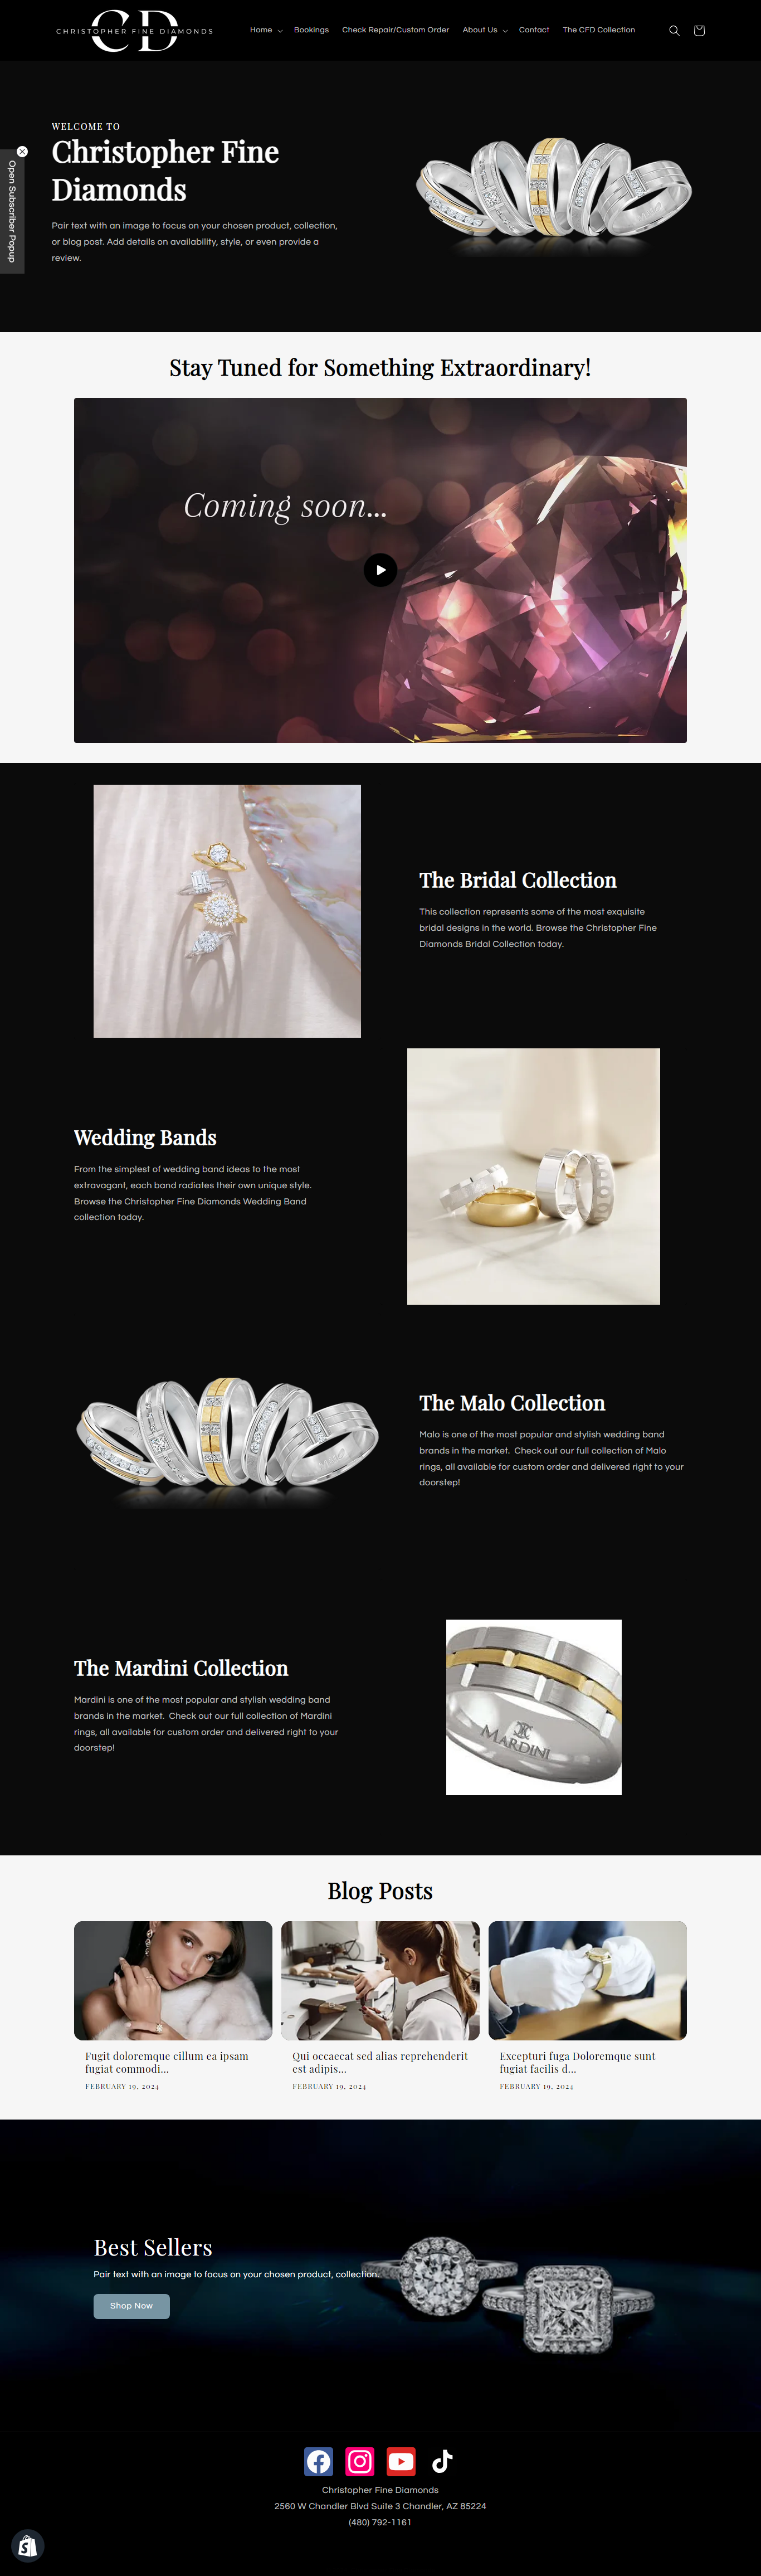 CD
CHRISTOPHER FINE DIAMONDS
Home
Bookings
Check Repair/Custom Order
About Us
Contact
The CFD Collection
Open Subscriber Popup
WELCOME TO
Christopher Fine
Diamonds
Pair text with an image to focus on your chosen product, collection,
or blog post. Add details on availability, style, or even provide a
review.
Stay Tuned for Something Extraordinary!
Coming soon...
The Bridal Collection
This collection represents some of the most exquisite
bridal designs in the world. Browse the Christopher Fine
Diamonds Bridal Collection today.
Wedding Bands
From the simplest of wedding band ideas to the most
extravagant, each band radiates their own unique style.
Browse the Christopher Fine Diamonds Wedding Band
collection today.
The Malo Collection
Malo is one of the most popular and stylish wedding band
brands in the market. Check out our full collection of Malo
rings, all available for custom order and delivered right to your
doorstep!
The Mardini Collection
Mardini is one of the most popular and stylish wedding band
brands in the market. Check out our full collection of Mardini
rings, all available for custom order and delivered right to your
doorstep!
MARDINI
Blog Posts
Fugit doloremque cillum ea ipsam
fugiat commodi...
FEBRUARY 19, 2024
Qui occaecat sed alias reprehenderit
est adipis...
FEBRUARY 19, 2024
Excepturi fuga Doloremque sunt
fugiat facilis d...
FEBRUARY 19, 2024
Best Sellers
Pair text with an image to focus on your chosen product, collection.
Shop Now
Christopher Fine Diamonds
2560 W Chandler Blvd Suite 3 Chandler, AZ 85224
(480) 792-1161